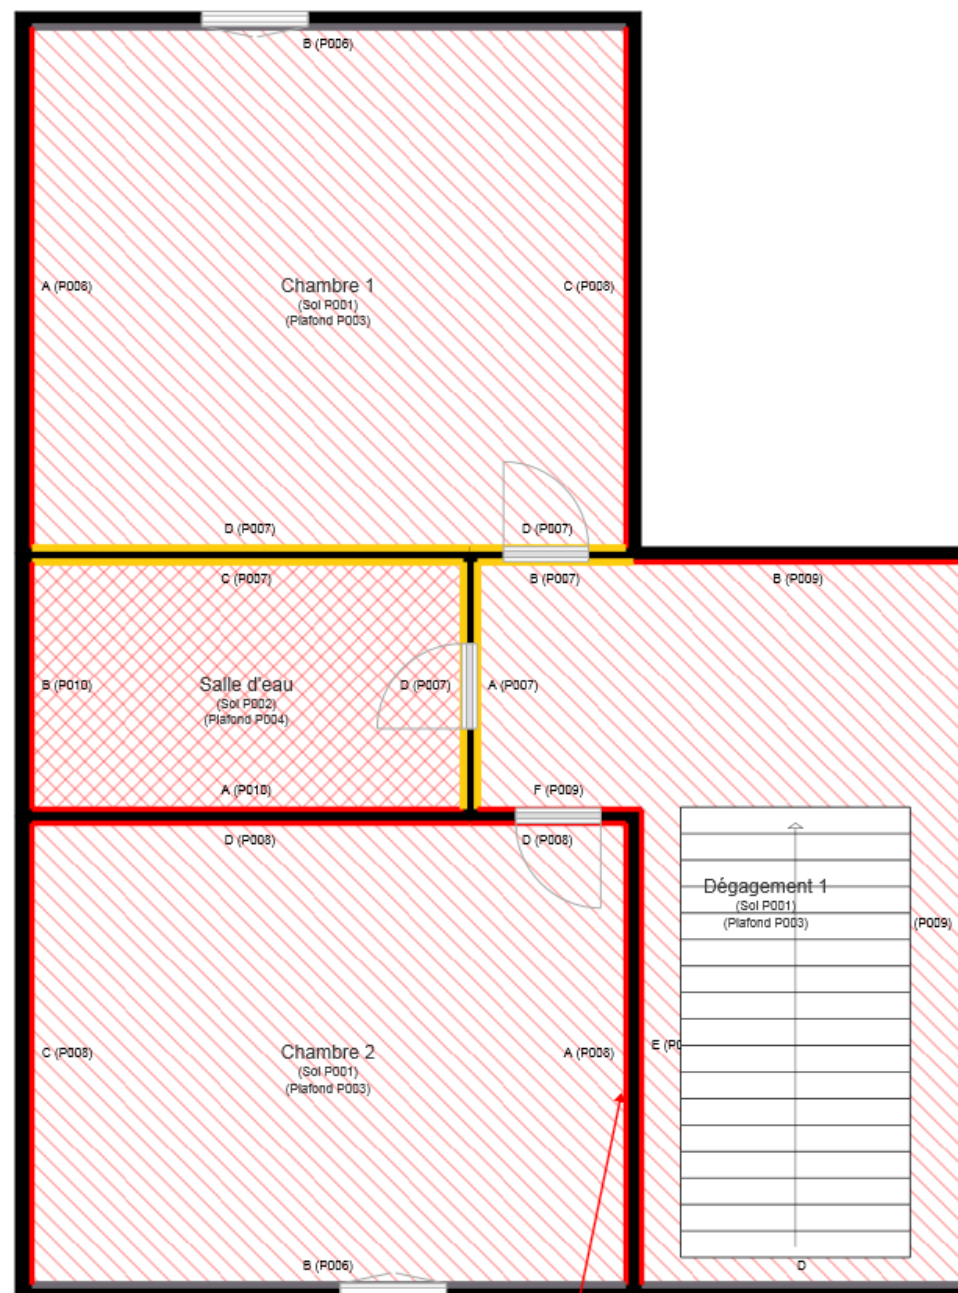 B (P006)
A (P008)
Chambre 1
(Sol P001)
(Plafond P003)
C (P008)
D (P007)
D (P007)
C (P007)
B (P007)
B (P009)
B (P010)
Salle d'eau
(Sol P002)
(Plafond P004)
D (P007)
A (P007)
A (P010)
F (P009)
D (P008)
D (P008)
Dégagement 1
(Sol P001)
(Plafond P003)
(P009)
C (P008)
Chambre 2
(Sol P001)
(Plafond P003)
A (P008)
E
B (P006)
D